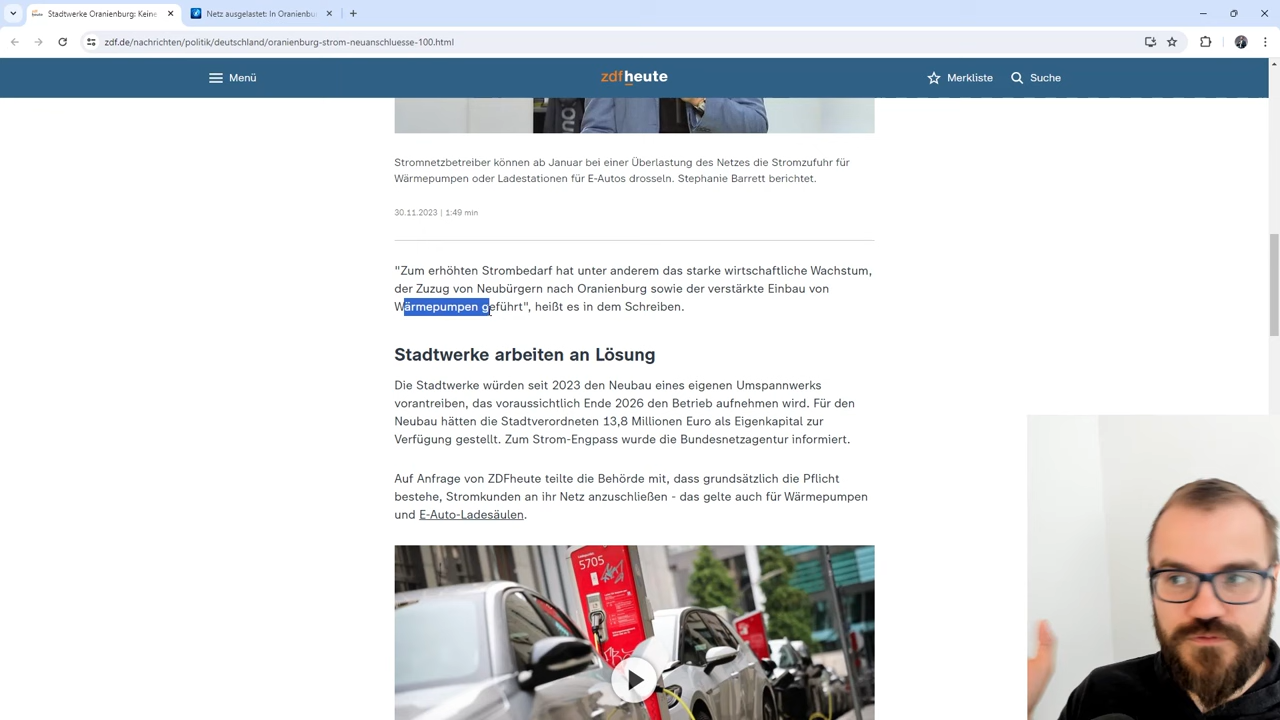 Stadtwerke Oranienburg: Keine
Netz ausgelastet: In Oranienbu
zdf.de/nachrichten/politik/deutschland/oranienburg-strom-neuanschluesse-100.html
Menü
zdfheute
Merkliste
Suche
Stromnetzbetreiber können ab Januar bei einer Überlastung des Netzes die Stromzufuhr für
Wärmepumpen oder Ladestationen für E-Autos drosseln. Stephanie Barrett berichtet.
30.11.2023 | 1:49 min
"Zum erhöhten Strombedarf hat unter anderem das starke wirtschaftliche Wachstum,
der Zuzug von Neubürgern nach Oranienburg sowie der verstärkte Einbau von
Wärmepumpen geführt", heißt es in dem Schreiben.
Stadtwerke arbeiten an Lösung
Die Stadtwerke würden seit 2023 den Neubau eines eigenen Umspannwerks
vorantreiben, das voraussichtlich Ende 2026 den Betrieb aufnehmen wird. Für den
Neubau hätten die Stadtverordneten 13,8 Millionen Euro als Eigenkapital zur
Verfügung gestellt. Zum Strom-Engpass wurde die Bundesnetzagentur informiert.
Auf Anfrage von ZDFheute teilte die Behörde mit, dass grundsätzlich die Pflicht
bestehe, Stromkunden an ihr Netz anzuschließen - das gelte auch für Wärmepumpen
und E-Auto-Ladesäulen.
5705